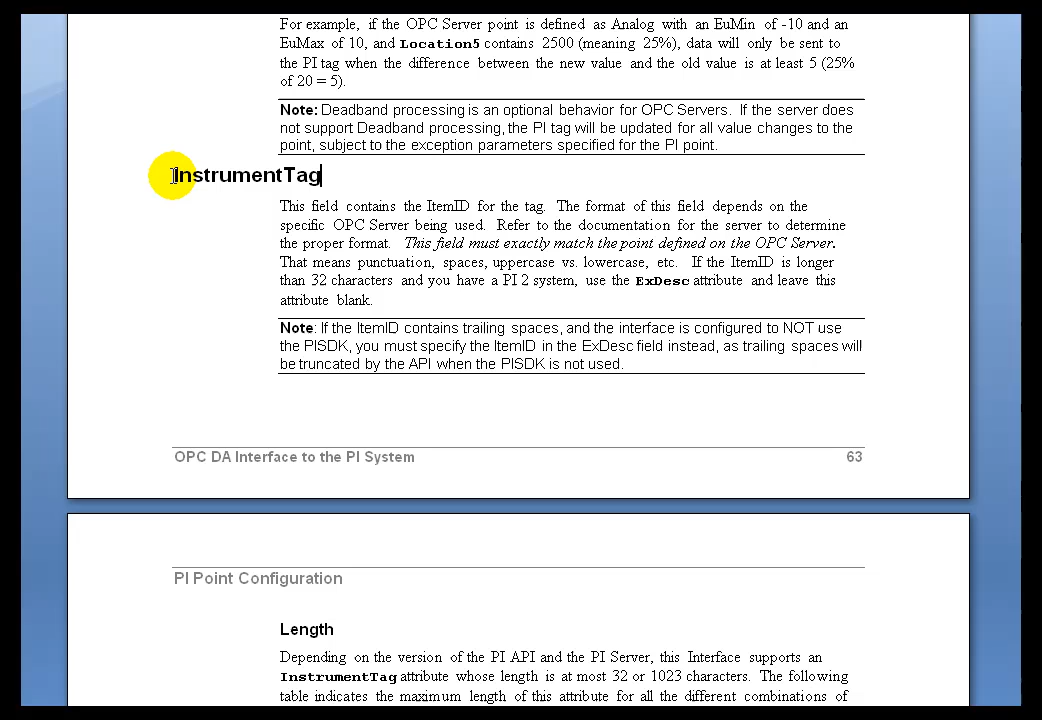 For example, if the OPC Server point is defined as Analog with an EuMin of -10 and an
EuMax of 10, and Location5 contains 2500 (meaning 25%), data will only be sent to
the PI tag when the difference between the new value and the old value is at least 5 (25%
of 20 = 5).
Note: Deadband processing is an optional behavior for OPC Servers. If the server does
not support Deadband processing, the PI tag will be updated for all value changes to the
point, subject to the exception parameters specified for the PI point.
InstrumentTag
This field contains the ItemID for the tag. The format of this field depends on the
specific OPC Server being used. Refer to the documentation for the server to determine
the proper format. This field must exactly match the point defined on the OPC Server.
That means punctuation, spaces, uppercase vs. lowercase, etc. If the ItemID is longer
than 32 characters and you have a PI 2 system, use the ExDesc attribute and leave this
attribute blank.
Note: If the ItemID contains trailing spaces, and the interface is configured to NOT use
the PISDK, you must specify the ItemID in the ExDesc field instead, as trailing spaces will
be truncated by the API when the PISDK is not used.
OPC DA Interface to the PI System 63
PI Point Configuration
Length
Depending on the version of the PI API and the PI Server, this Interface supports an
InstrumentTag attribute whose length is at most 32 or 1023 characters. The following
table indicates the maximum length of this attribute for all the different combinations of